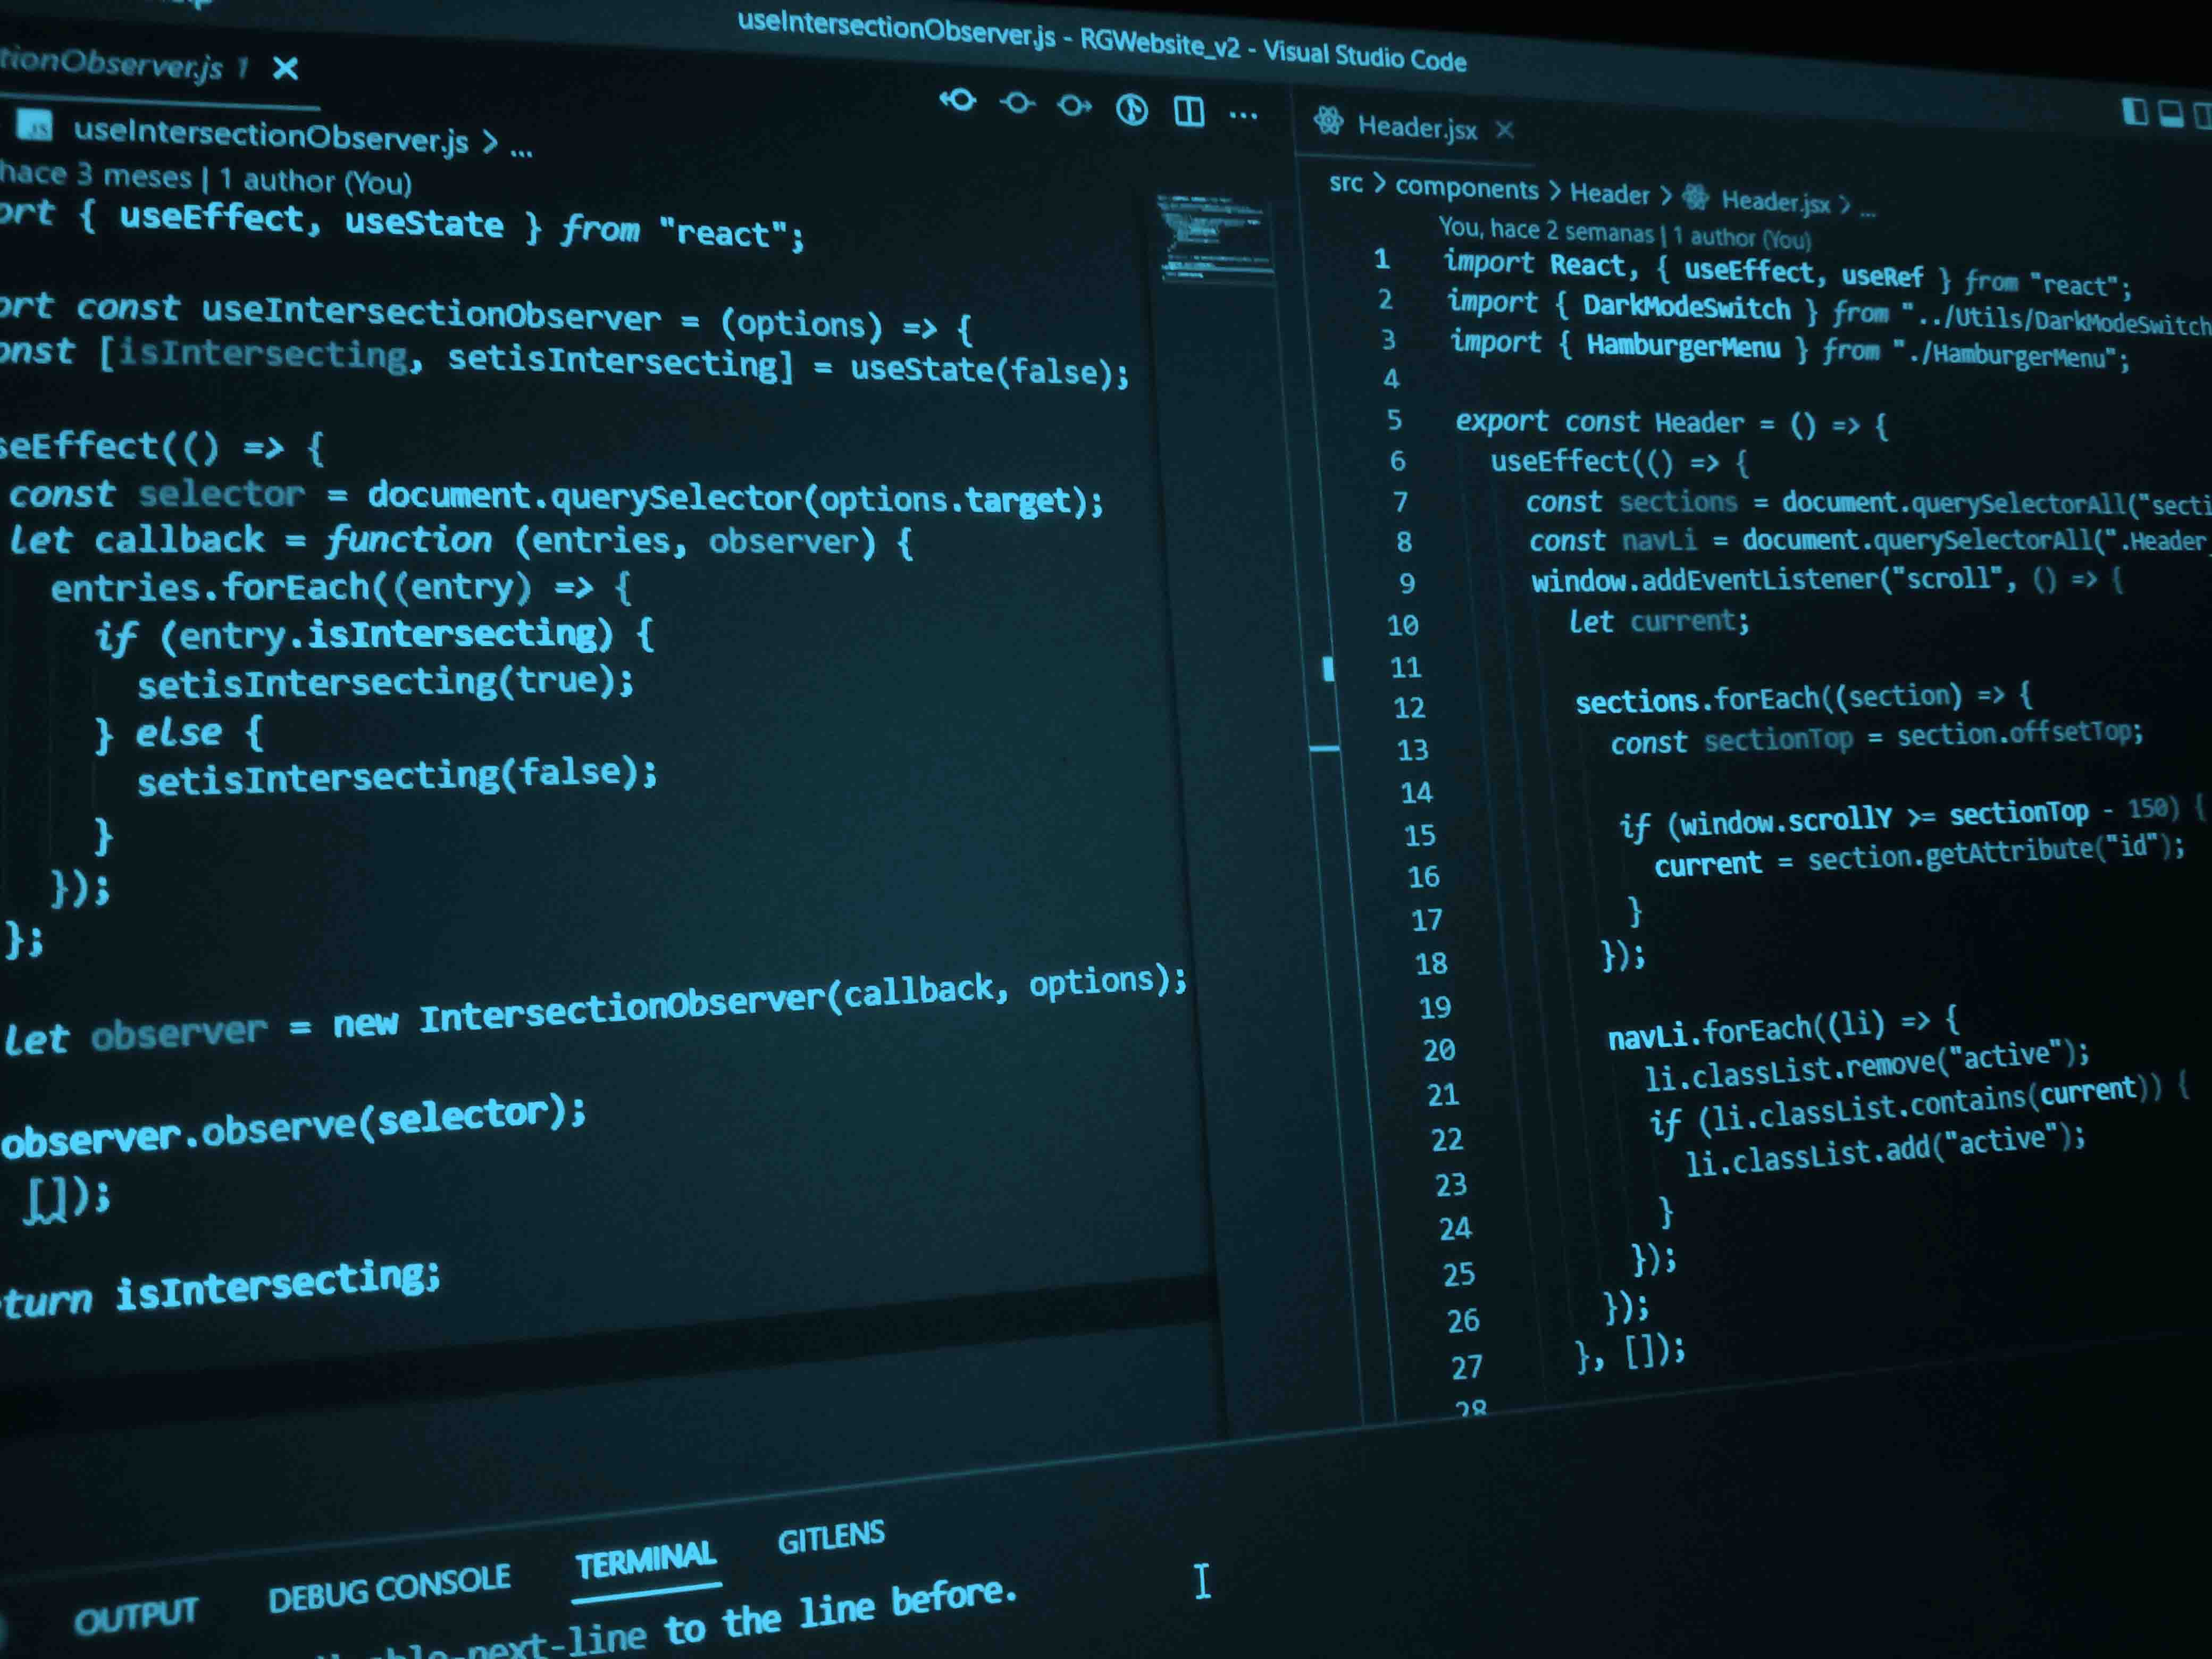 useIntersectionObserver.js - RGWebsite_v2 - Visual Studio Code
tionObserver.js 1
useIntersectionObserver.js > ...
hace 3 meses | 1 author (You)
ort { useEffect, useState } from "react";
ort const useIntersectionObserver = (options) => {
onst [isIntersecting, setisIntersecting] = useState(false);
seEffect(() => {
const selector = document.querySelector(options.target);
let callback = function (entries, observer) {
entries.forEach((entry) => {
if (entry.isIntersecting) {
setisIntersecting(true);
} else {
setisIntersecting(false);
}
});
};
let observer = new IntersectionObserver(callback, options);
observer.observe(selector);
[]);
turn isIntersecting;
Header.jsx
src > components > Header > Header.jsx > ...
You, hace 2 semanas | 1 author (You)
1 import React, { useEffect, useRef } from "react";
2 import { DarkModeSwitch } from "../Utils/DarkModeSwitch
3 import { HamburgerMenu } from "./HamburgerMenu";
4
5 export const Header = () => {
6 useEffect(() => {
7 const sections = document.querySelectorAll("secti
8 const navLi = document.querySelectorAll(".Header
9 window.addEventListener("scroll", () => {
10 let current;
11
12 sections.forEach((section) => {
13 const sectionTop = section.offsetTop;
14
15 if (window.scrollY >= sectionTop - 150) {
16 current = section.getAttribute("id");
17 }
18 });
19
20 navLi.forEach((li) => {
21 li.classList.remove("active");
22 if (li.classList.contains(current)) {
23 li.classList.add("active");
24 }
25 });
26 });
27 }, []);
28
OUTPUT DEBUG CONSOLE TERMINAL GITLENS
next-line to the line before.